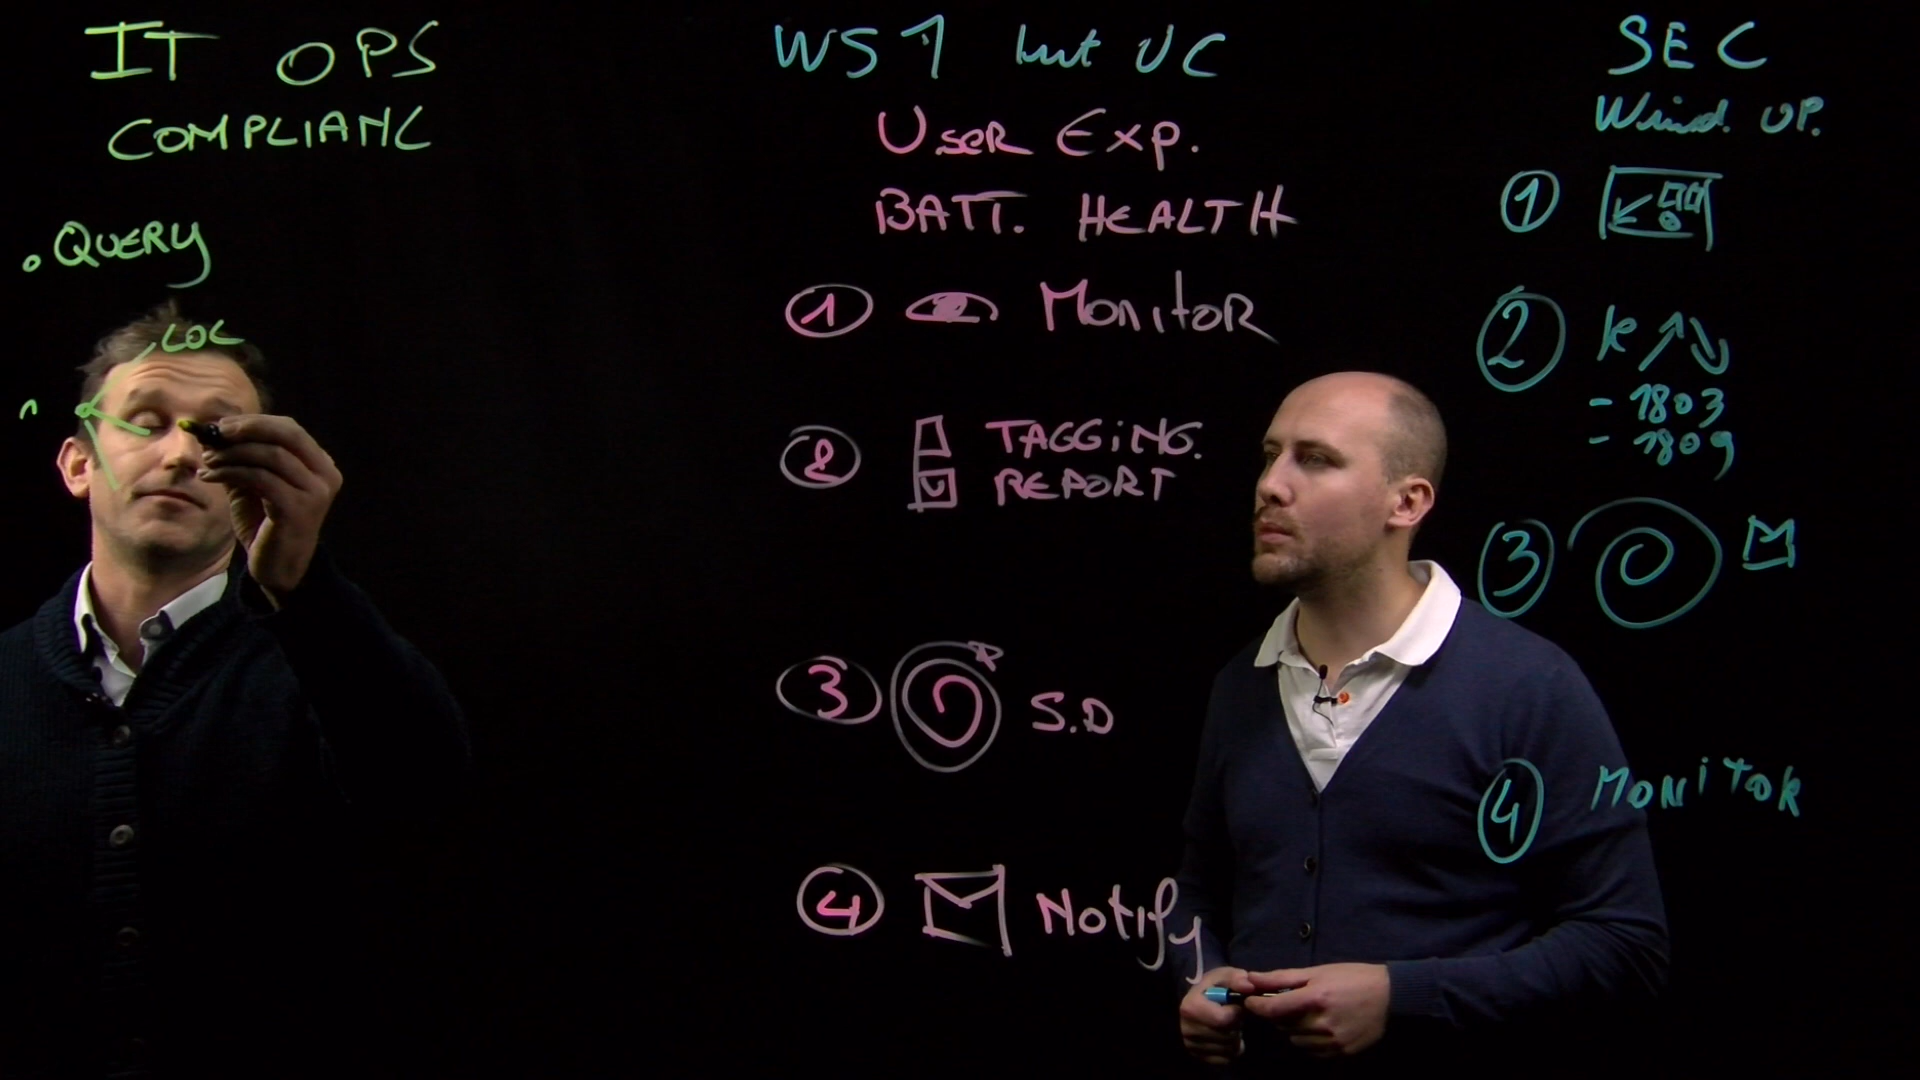 IT OPS
COMPLIANC
QUERY
LOC
WS1 Int UC
User Exp.
BATT. HEALTH
1 Monitor
2 TAGGING.
REPORT
3 S.D
4 Notify
SEC
Wind. UP.
1
2 K
- 1803
- 1809
3
4 MONITOR